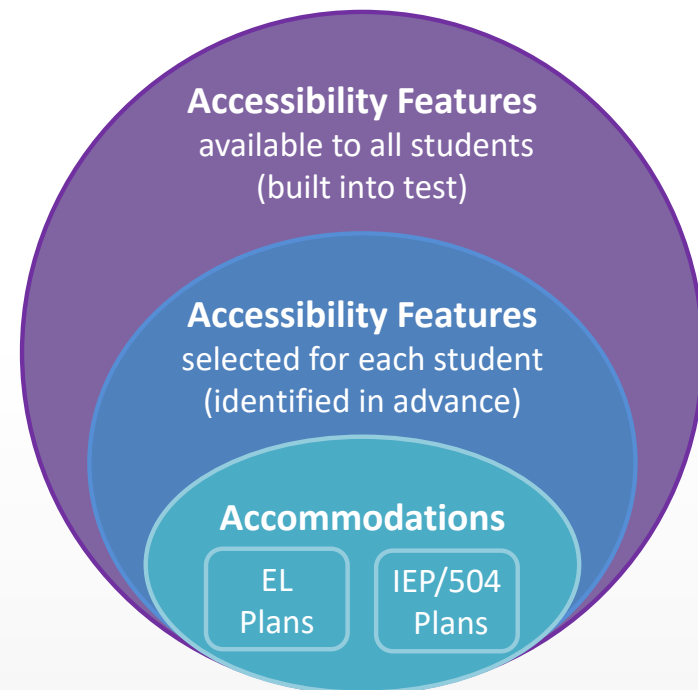 Accessibility Features
available to all students
(built into test)
Accessibility Features
selected for each student
(identified in advance)
Accommodations
EL
Plans
IEP/504
Plans